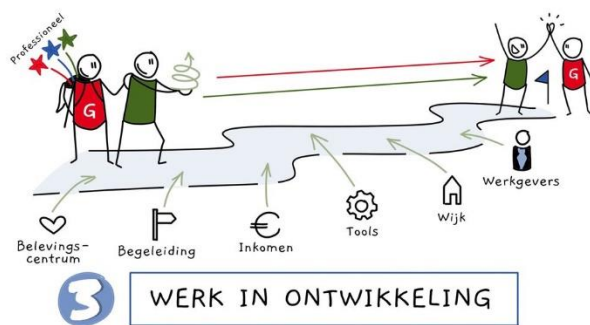 Professioneel
G
G
Belevings-
centrum
Begeleiding
Inkomen
Tools
Wijk
Werkgevers
3
WERK IN ONTWIKKELING